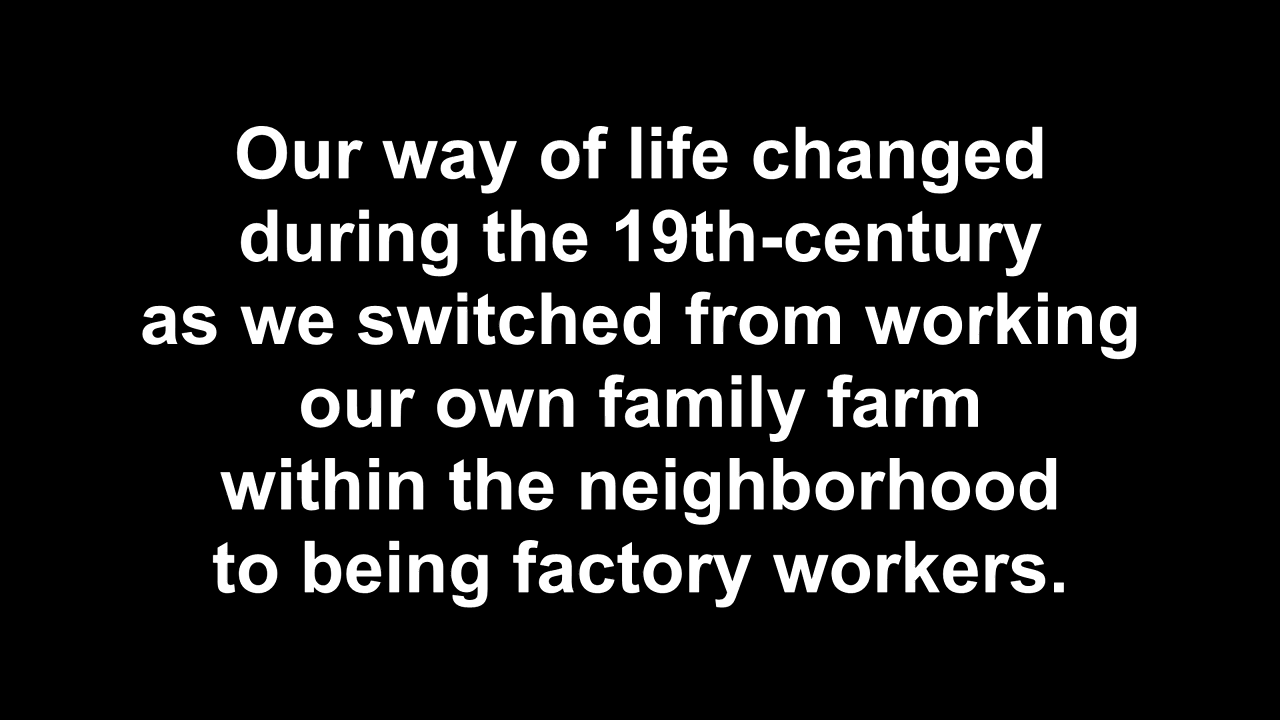 Our way of life changed
during the 19th-century
as we switched from working
our own family farm
within the neighborhood
to being factory workers.